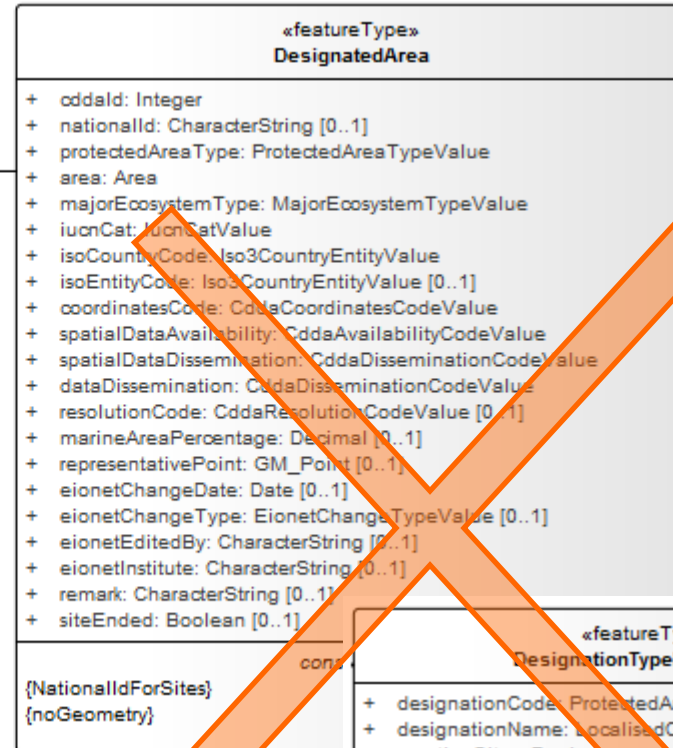 «featureType»
DesignatedArea
+ cddaId: Integer
+ nationalId: CharacterString [0..1]
+ protectedAreaType: ProtectedAreaTypeValue
+ area: Area
+ majorEcosystemType: MajorEcosystemTypeValue
+ iucnCat: IucnCatValue
+ isoCountryCode: Iso3CountryEntityValue
+ isoEntityCode: Iso3CountryEntityValue [0..1]
+ coordinatesCode: CddaCoordinatesCodeValue
+ spatialDataAvailability: CddaAvailabilityCodeValue
+ spatialDataDissemination: CddaDisseminationCodeValue
+ dataDissemination: CddaDisseminationCodeValue
+ resolutionCode: CddaResolutionCodeValue [0..1]
+ marineAreaPercentage: Decimal [0..1]
+ representativePoint: GM_Point [0..1]
+ eionetChangeDate: Date [0..1]
+ eionetChangeType: EionetChangeTypeValue [0..1]
+ eionetEditedBy: CharacterString [0..1]
+ eionetInstitute: CharacterString [0..1]
+ remark: CharacterString [0..1]
+ siteEnded: Boolean [0..1]
cons
{NationalIdForSites}
{noGeometry}
«featureT
DesignationType
+ designationCode: ProtectedA
+ designationName: LocalisedC